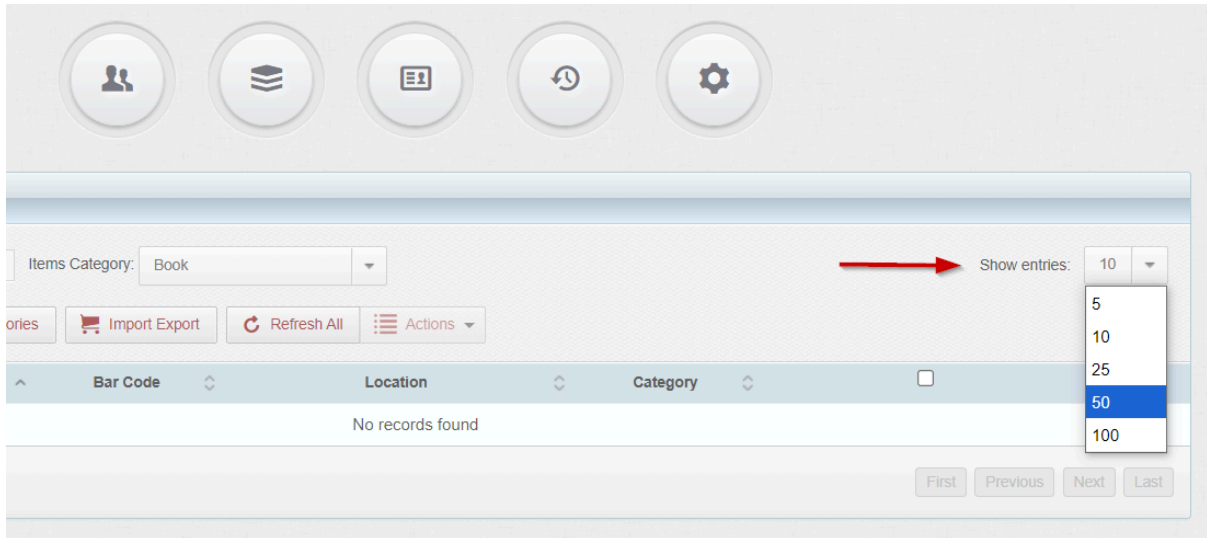 Items Category: Book Show entries: 10
5
ories Import Export Refresh All Actions
10
25
Bar Code Location Category
50
No records found
100
First Previous Next Last